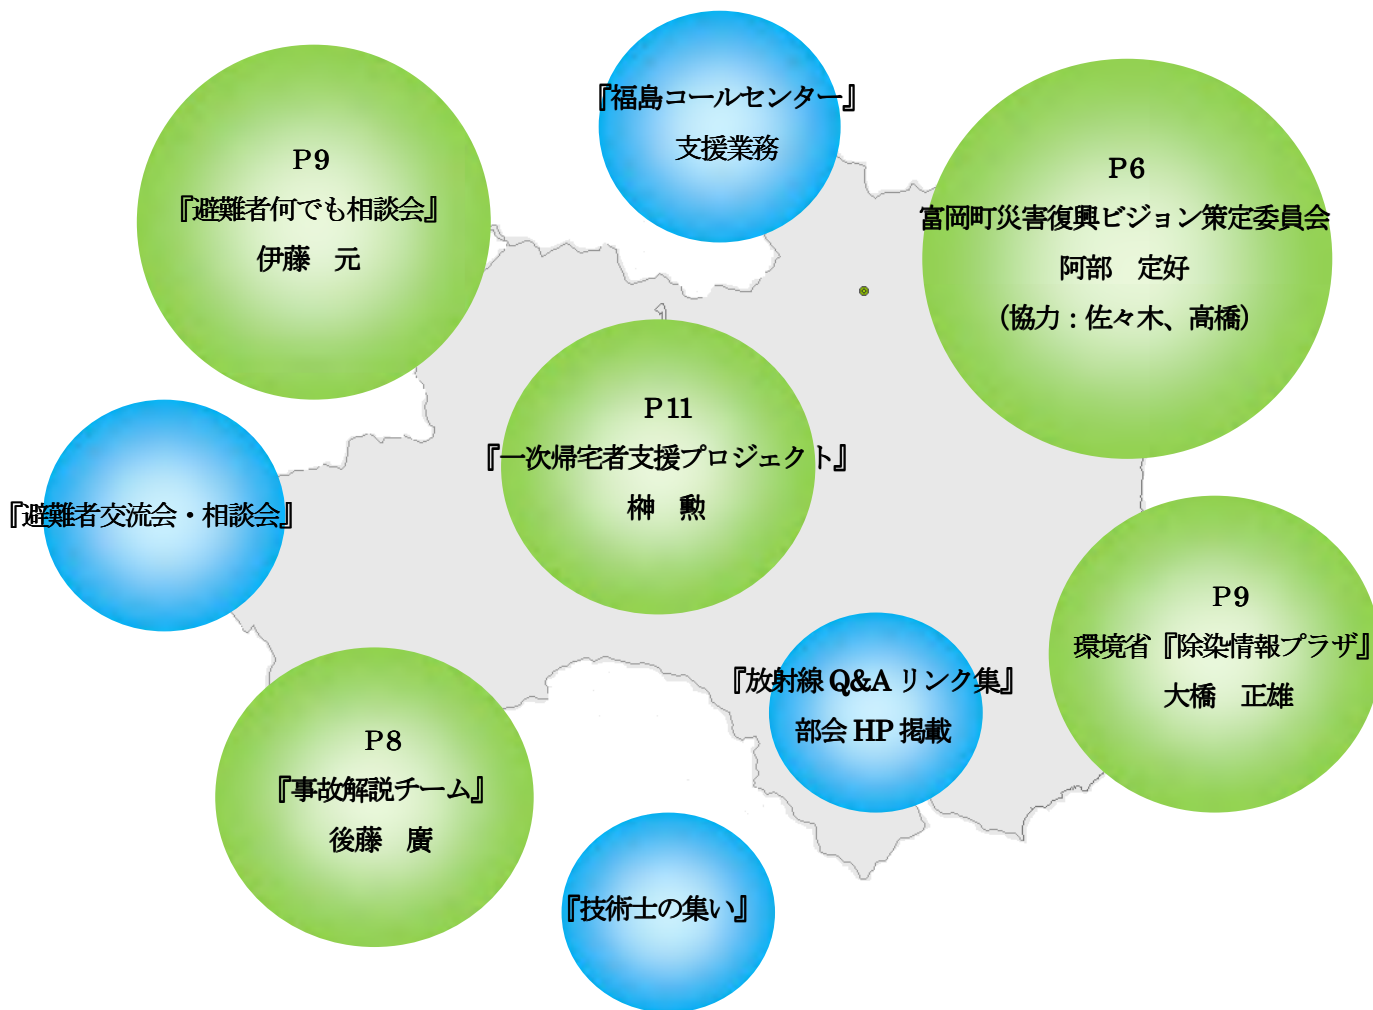 『福島コールセンター』
支援業務
P9
『避難者何でも相談会』
伊藤　元
P6
富岡町災害復興ビジョン策定委員会
阿部　定好
（協力：佐々木、高橋）
P11
『一次帰宅者支援プロジェクト』
榊　勲
『避難者交流会・相談会』
P9
環境省『除染情報プラザ』
大橋　正雄
『放射線 Q&A リンク集』
部会 HP 掲載
P8
『事故解説チーム』
後藤　廣
『技術士の集い』